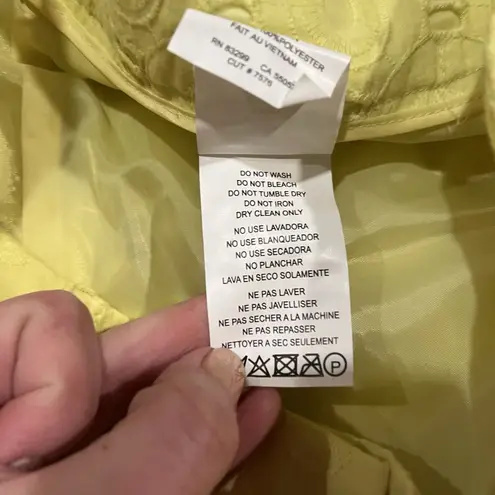 POLYESTER
FAIT AU VIETNAM
RN 83299 CA
CUT # 7576
DO NOT WASH
DO NOT BLEACH
DO NOT TUMBLE DRY
DO NOT IRON
DRY CLEAN ONLY
NO USE LAVADORA
NO USE BLANQUEADOR
NO USE SECADORA
NO PLANCHAR
LAVA EN SECO SOLAMENTE
NE PAS LAVER
NE PAS JAVELLISER
NE PAS SECHER A LA MACHINE
NE PAS REPASSER
NETTOYER A SEC SEULEMENT
P